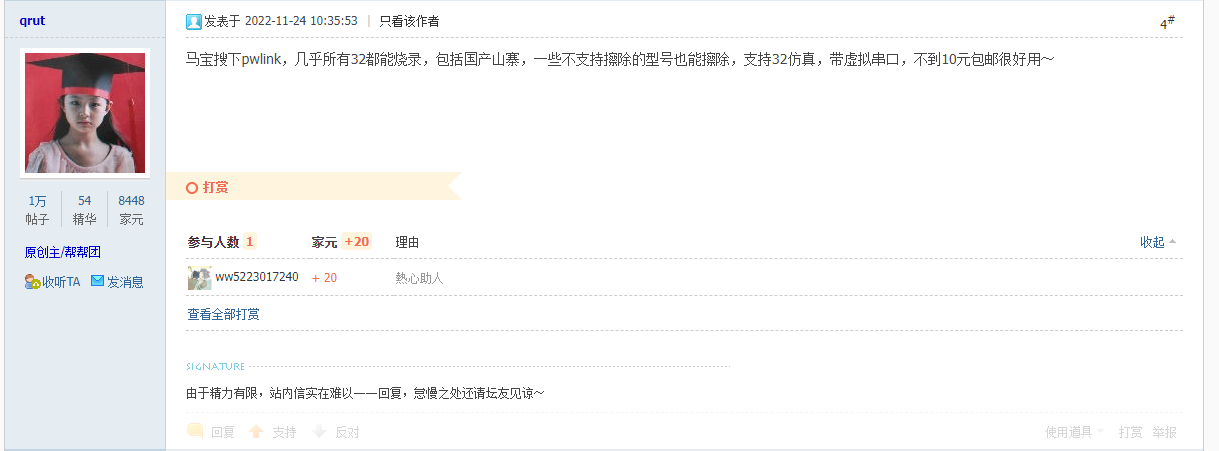 qrut
发表于 2022-11-24 10:35:53 | 只看该作者
4#
马宝搜下pwlink，几乎所有32都能烧录，包括国产山寨，一些不支持擦除的型号也能擦除，支持32仿真，带虚拟串口，不到10元包邮很好用～
1万 54 8448
帖子 精华 家元
原创主/帮帮团
收听TA 发消息
打赏
参与人数 1 家元 +20 理由 收起
ww5223017240 + 20 熱心助人
查看全部打赏
SIGNATURE
由于精力有限，站内信实在难以一一回复，怠慢之处还请坛友见谅～
回复 支持 反对 使用道具 打赏 举报